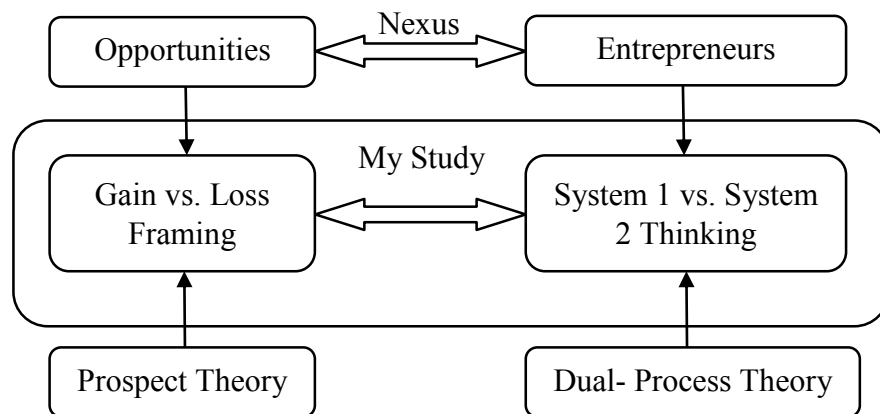 Nexus
Opportunities
Entrepreneurs
My Study
Gain vs. Loss
Framing
System 1 vs. System
2 Thinking
Prospect Theory
Dual- Process Theory